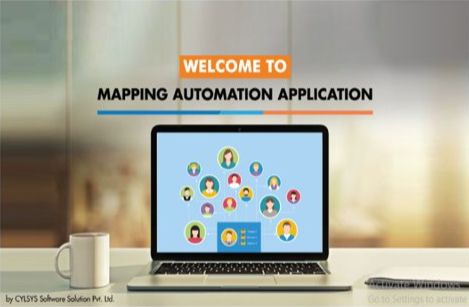 WELCOME TO
MAPPING AUTOMATION APPLICATION
by CYLSYS Software Solution Pvt. Ltd.
Activate Windows
Go to Settings to activate